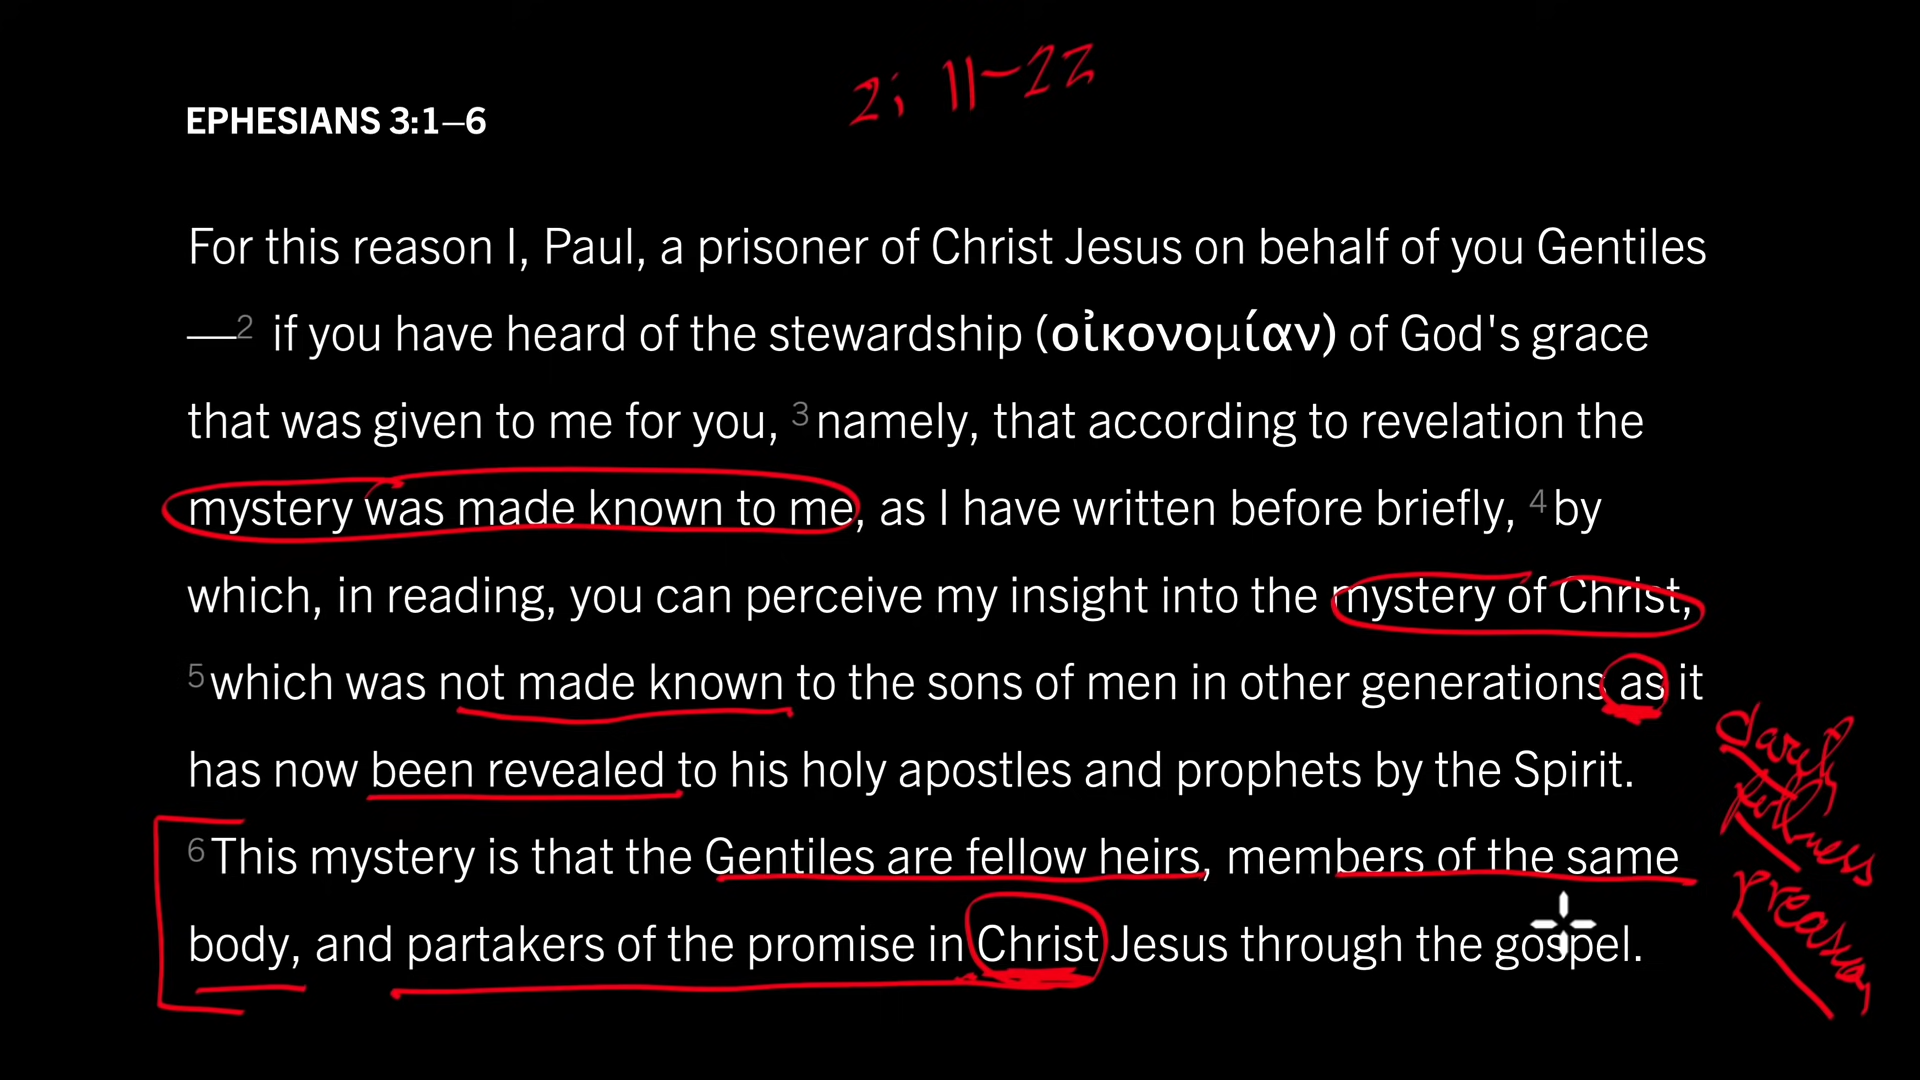 2; 11-22
EPHESIANS 3:1–6
For this reason I, Paul, a prisoner of Christ Jesus on behalf of you Gentiles
—2 if you have heard of the stewardship (οἰκονομίαν) of God's grace
that was given to me for you, 3 namely, that according to revelation the
mystery was made known to me, as I have written before briefly, 4 by
which, in reading, you can perceive my insight into the mystery of Christ,
5 which was not made known to the sons of men in other generations as it
has now been revealed to his holy apostles and prophets by the Spirit.
6 This mystery is that the Gentiles are fellow heirs, members of the same
body, and partakers of the promise in Christ Jesus through the gospel.